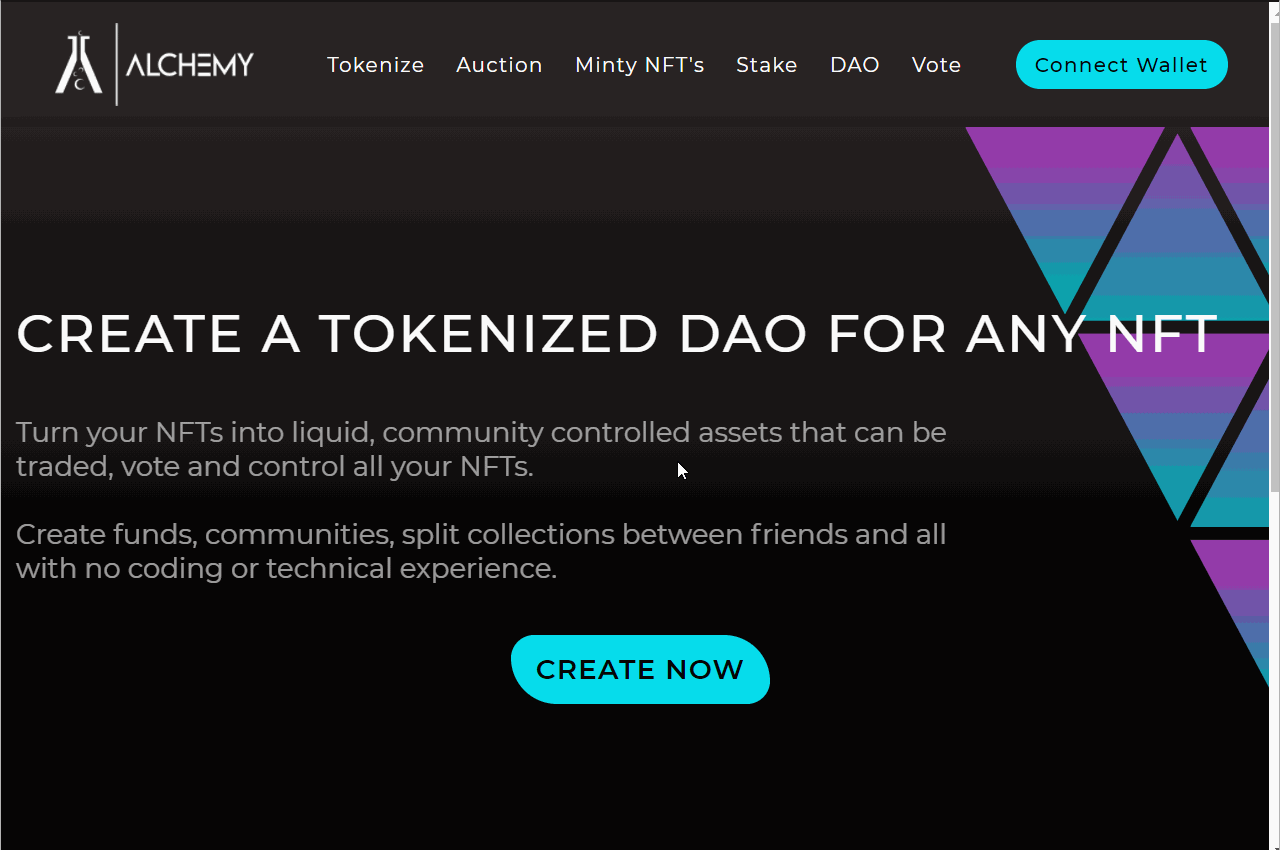 ALCHEMY
Tokenize Auction Minty NFT's Stake DAO Vote Connect Wallet
CREATE A TOKENIZED DAO FOR ANY NFT
Turn your NFTs into liquid, community controlled assets that can be
traded, vote and control all your NFTs.
Create funds, communities, split collections between friends and all
with no coding or technical experience.
CREATE NOW